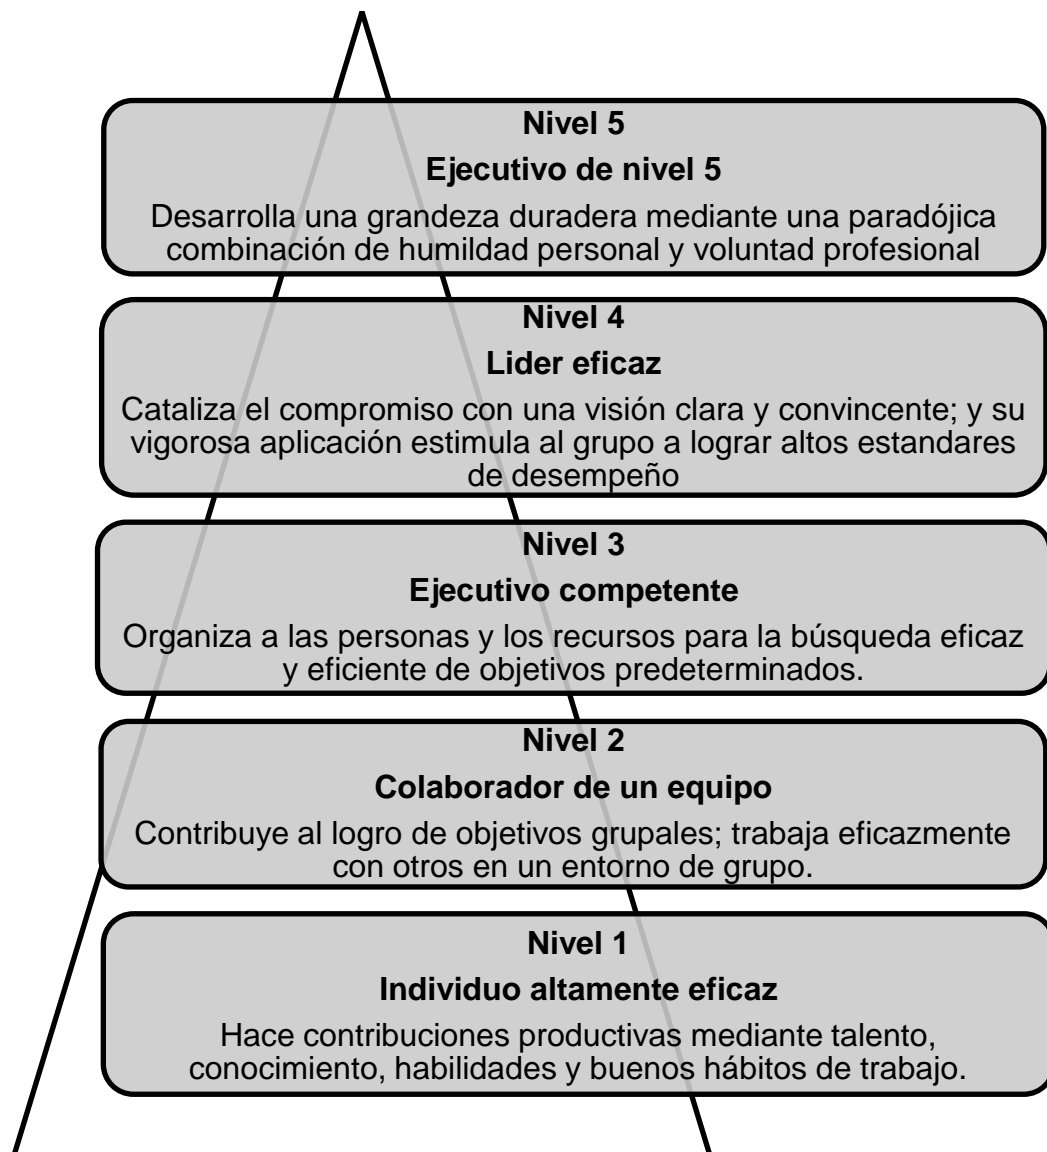 Nivel 5
Ejecutivo de nivel 5
Desarrolla una grandeza duradera mediante una paradójica
combinación de humildad personal y voluntad profesional
Nivel 4
Lider eficaz
Cataliza el compromiso con una visión clara y convincente; y su
vigorosa aplicación estimula al grupo a lograr altos estandares
de desempeño
Nivel 3
Ejecutivo competente
Organiza a las personas y los recursos para la búsqueda eficaz
y eficiente de objetivos predeterminados.
Nivel 2
Colaborador de un equipo
Contribuye al logro de objetivos grupales; trabaja eficazmente
con otros en un entorno de grupo.
Nivel 1
Individuo altamente eficaz
Hace contribuciones productivas mediante talento,
conocimiento, habilidades y buenos hábitos de trabajo.